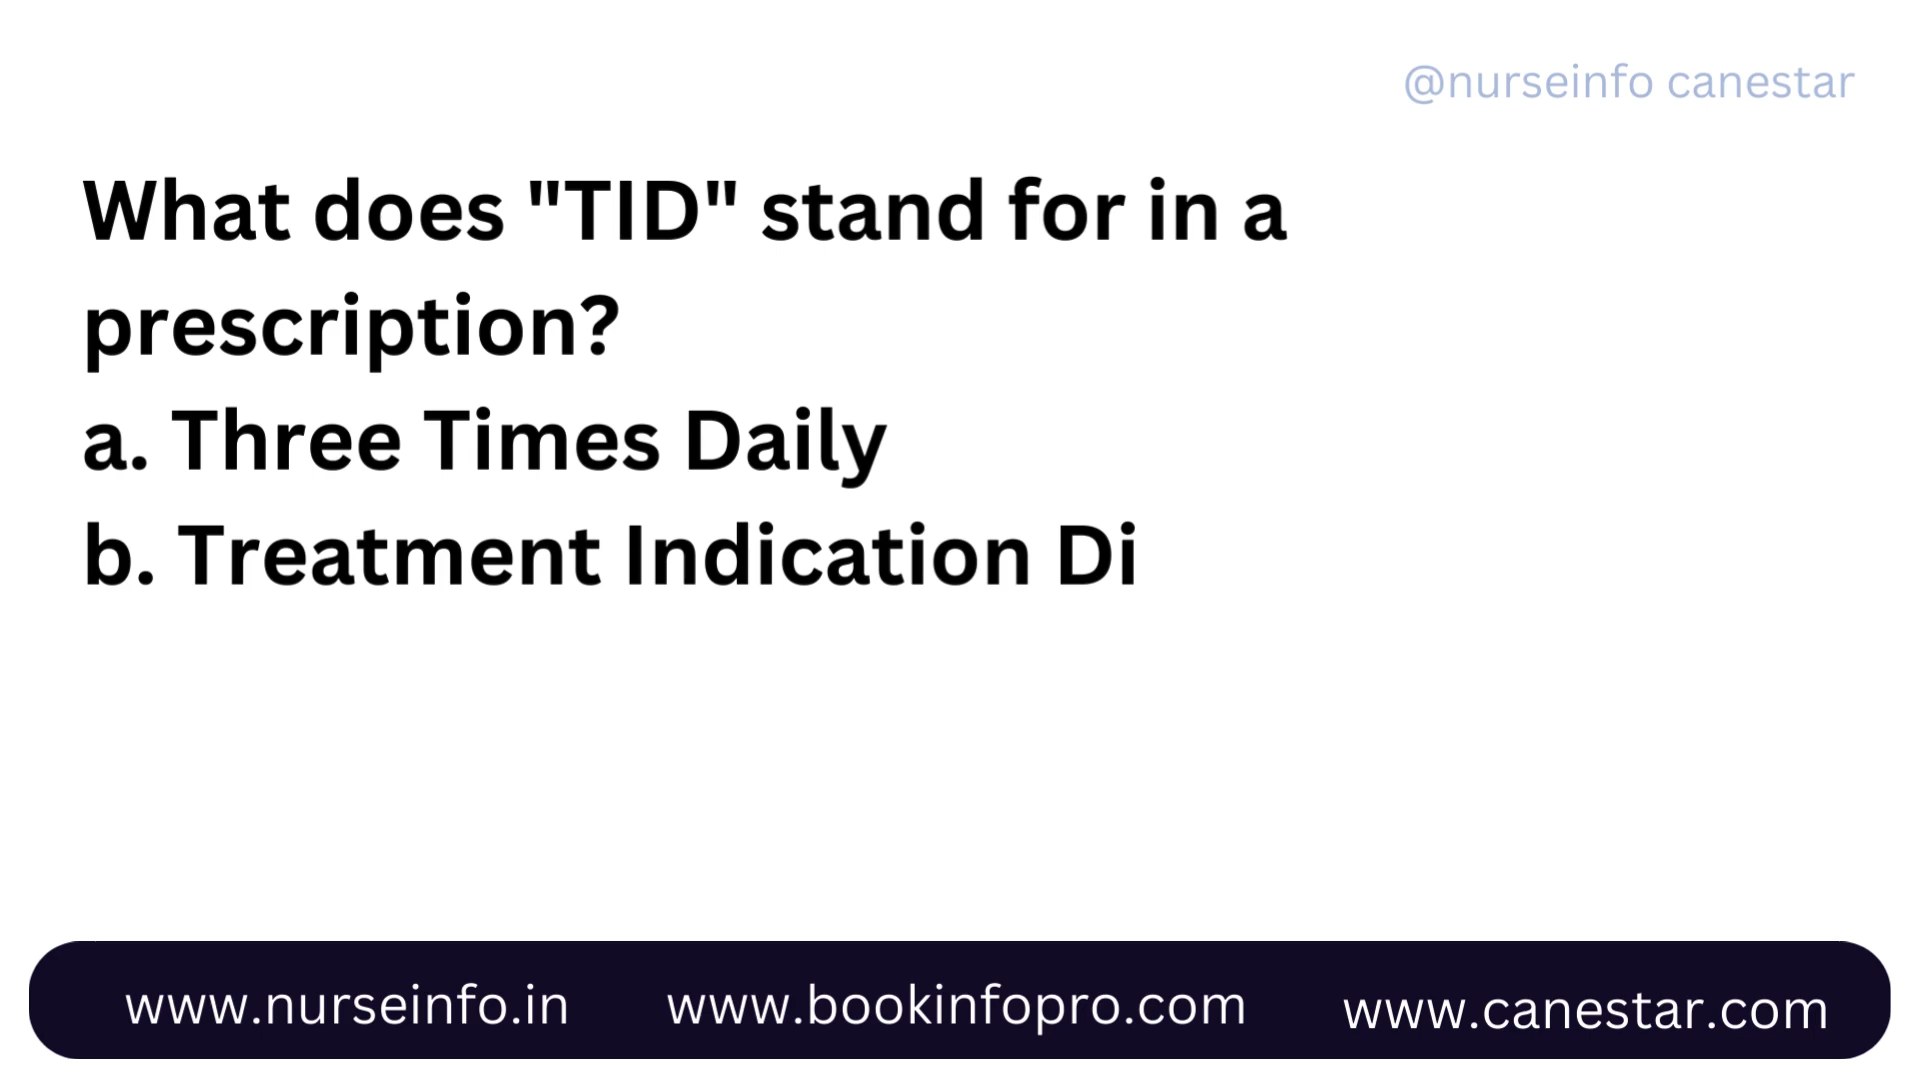 @nurseinfo canestar
What does "TID" stand for in a
prescription?
a. Three Times Daily
b. Treatment Indication Di
www.nurseinfo.in www.bookinfopro.com www.canestar.com